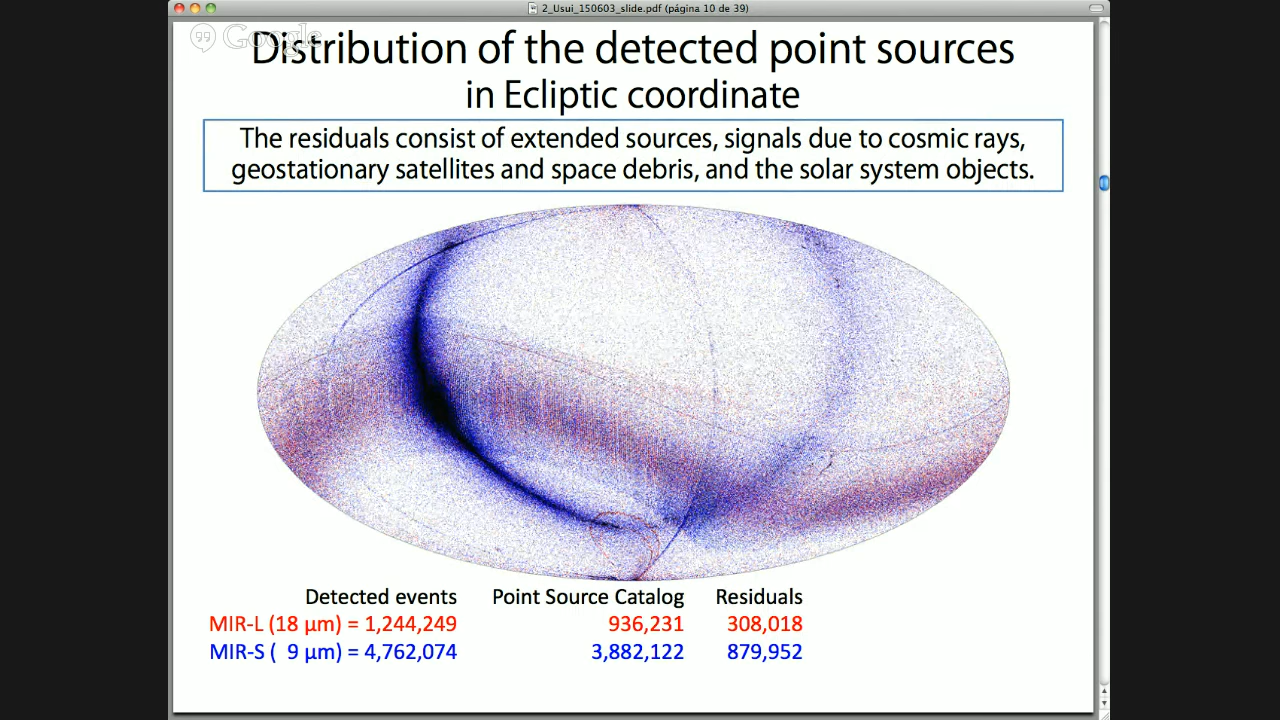 2_Usui_150603_slide.pdf (página 10 de 39)
Google
Distribution of the detected point sources
in Ecliptic coordinate
The residuals consist of extended sources, signals due to cosmic rays,
geostationary satellites and space debris, and the solar system objects.
Detected events Point Source Catalog Residuals
MIR-L (18 μm) = 1,244,249 936,231 308,018
MIR-S ( 9 μm) = 4,762,074 3,882,122 879,952